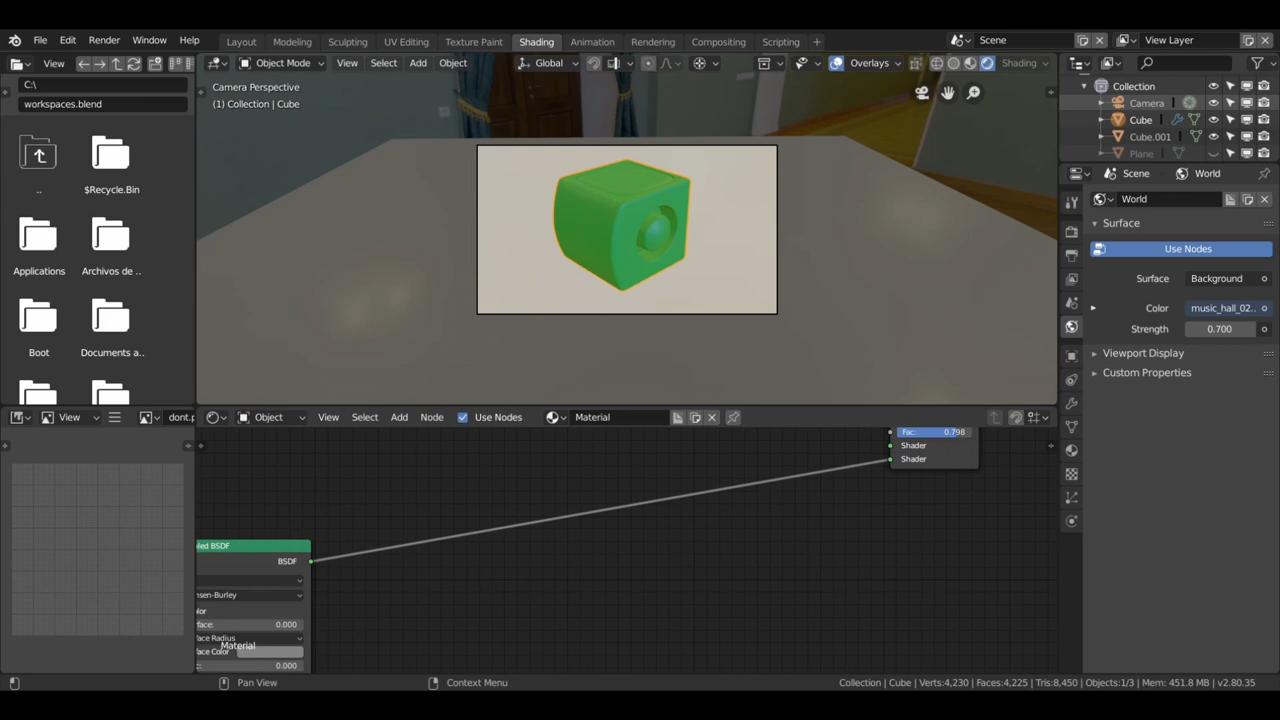 File Edit Render Window Help
Layout Modeling Sculpting UV Editing Texture Paint Shading Animation Rendering Compositing Scripting +
Scene View Layer
View
Object Mode View Select Add Object Global Overlays Shading
C:\
workspaces.blend
Camera Perspective
(1) Collection | Cube
Collection
Camera
Cube
Cube.001
Plane
..
$Recycle.Bin
Scene World
World
Surface
Use Nodes
Applications
Archivos de ..
Surface Background
Color music_hall_02..
Strength 0.700
Boot
Documents a..
Viewport Display
Custom Properties
View dont.p
Object View Select Add Node Use Nodes Material
Fac: 0.798
Shader
Shader
pled BSDF
BSDF
nsen-Burley
olor
rface: 0.000
face Radius
Material
face Color
c: 0.000
Pan View
Context Menu
Collection | Cube | Verts:4,230 | Faces:4,225 | Tris:8,450 | Objects:1/3 | Mem: 451.8 MB | v2.80.35